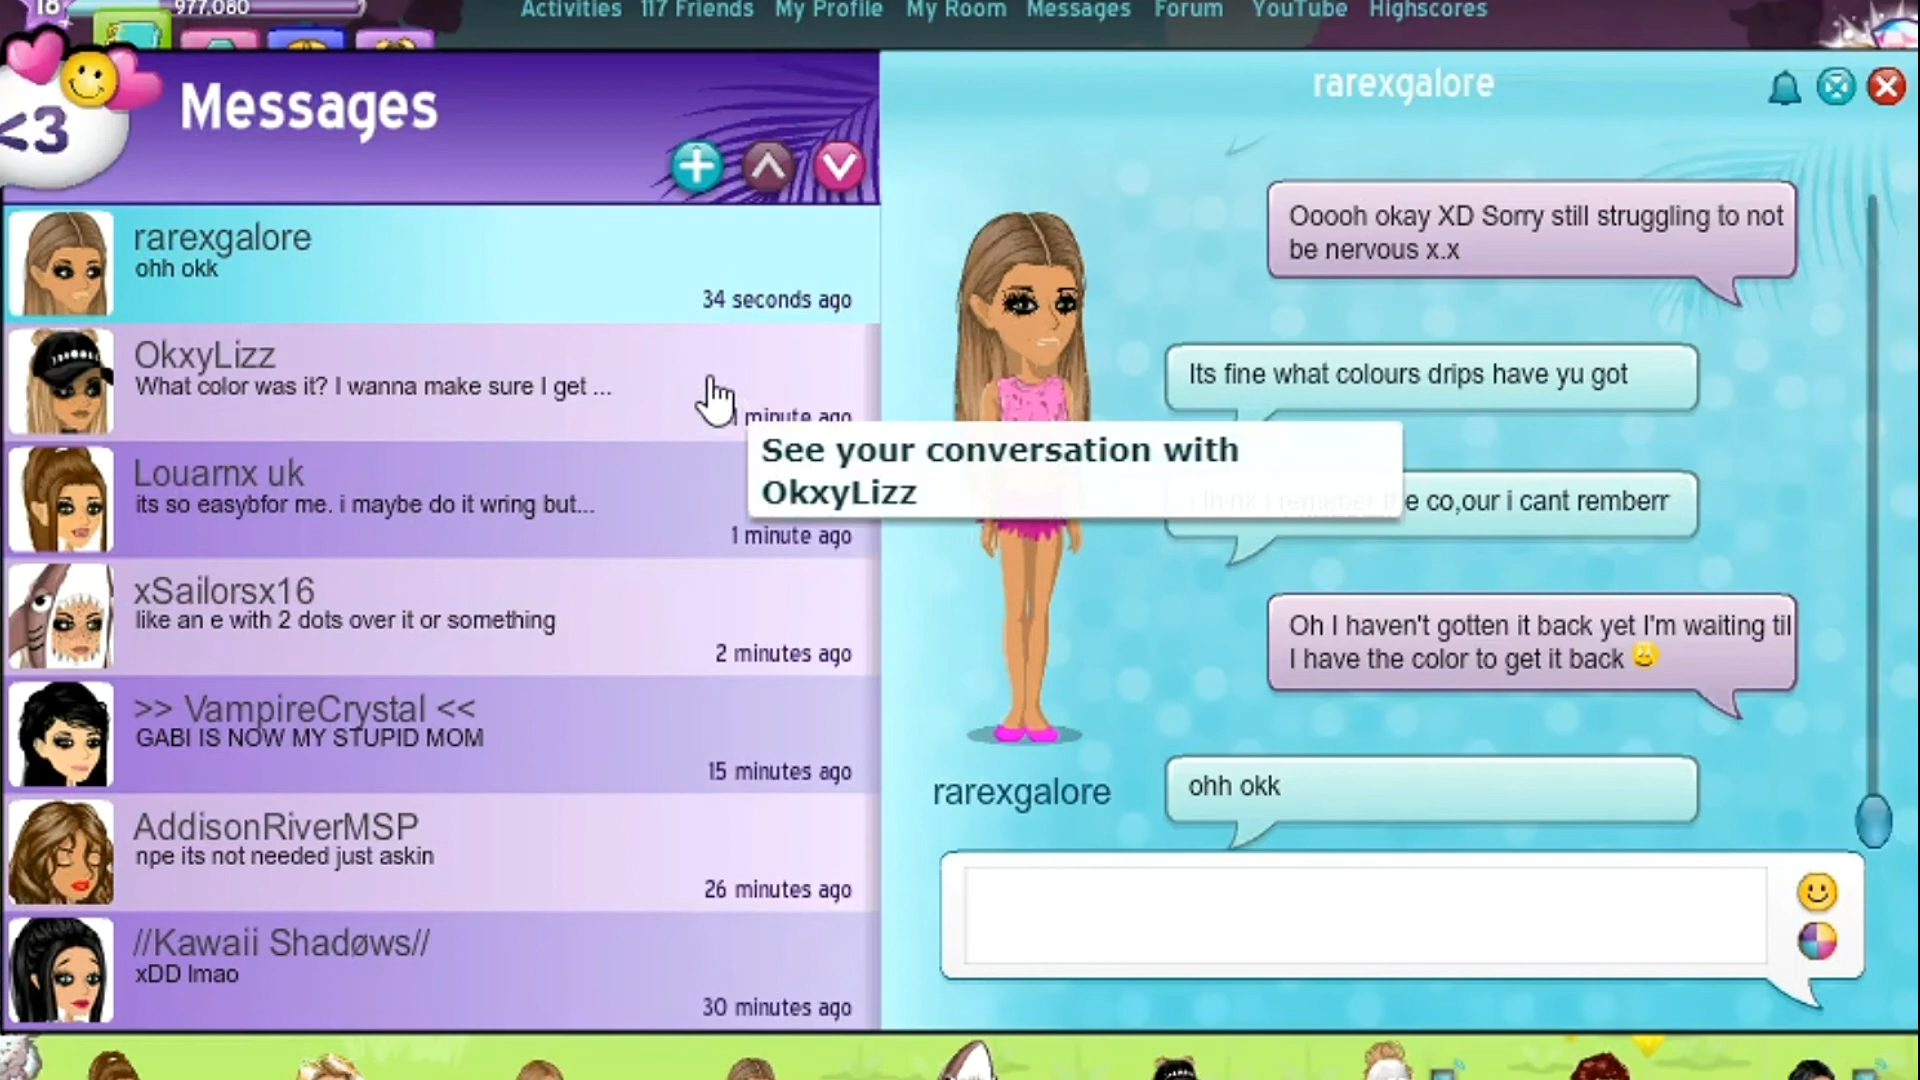 18
977,080
Activities 117 Friends My Profile My Room Messages Forum YouTube Highscores
<3
Messages
rarexgalore
ohh okk
34 seconds ago
OkxyLizz
What color was it? I wanna make sure I get ...
minute ago
Louarnx uk
its so easybfor me. i maybe do it wring but...
1 minute ago
xSailorsx16
like an e with 2 dots over it or something
2 minutes ago
>> VampireCrystal <<
GABI IS NOW MY STUPID MOM
15 minutes ago
AddisonRiverMSP
npe its not needed just askin
26 minutes ago
//Kawaii Shadøws//
xDD lmao
30 minutes ago
rarexgalore
Ooooh okay XD Sorry still struggling to not
be nervous x.x
Its fine what colours drips have yu got
See your conversation with
OkxyLizz
i think i remeber the co,our i cant remberr
Oh I haven't gotten it back yet I'm waiting til
I have the color to get it back
ohh okk
rarexgalore